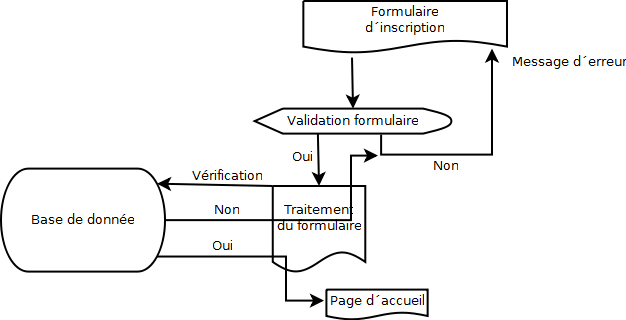 Formulaire
d´inscription
Message d´erreur
Validation formulaire
Oui
Non
Vérification
Base de donnée
Non
Traitement
du formulaire
Oui
Page d´accueil